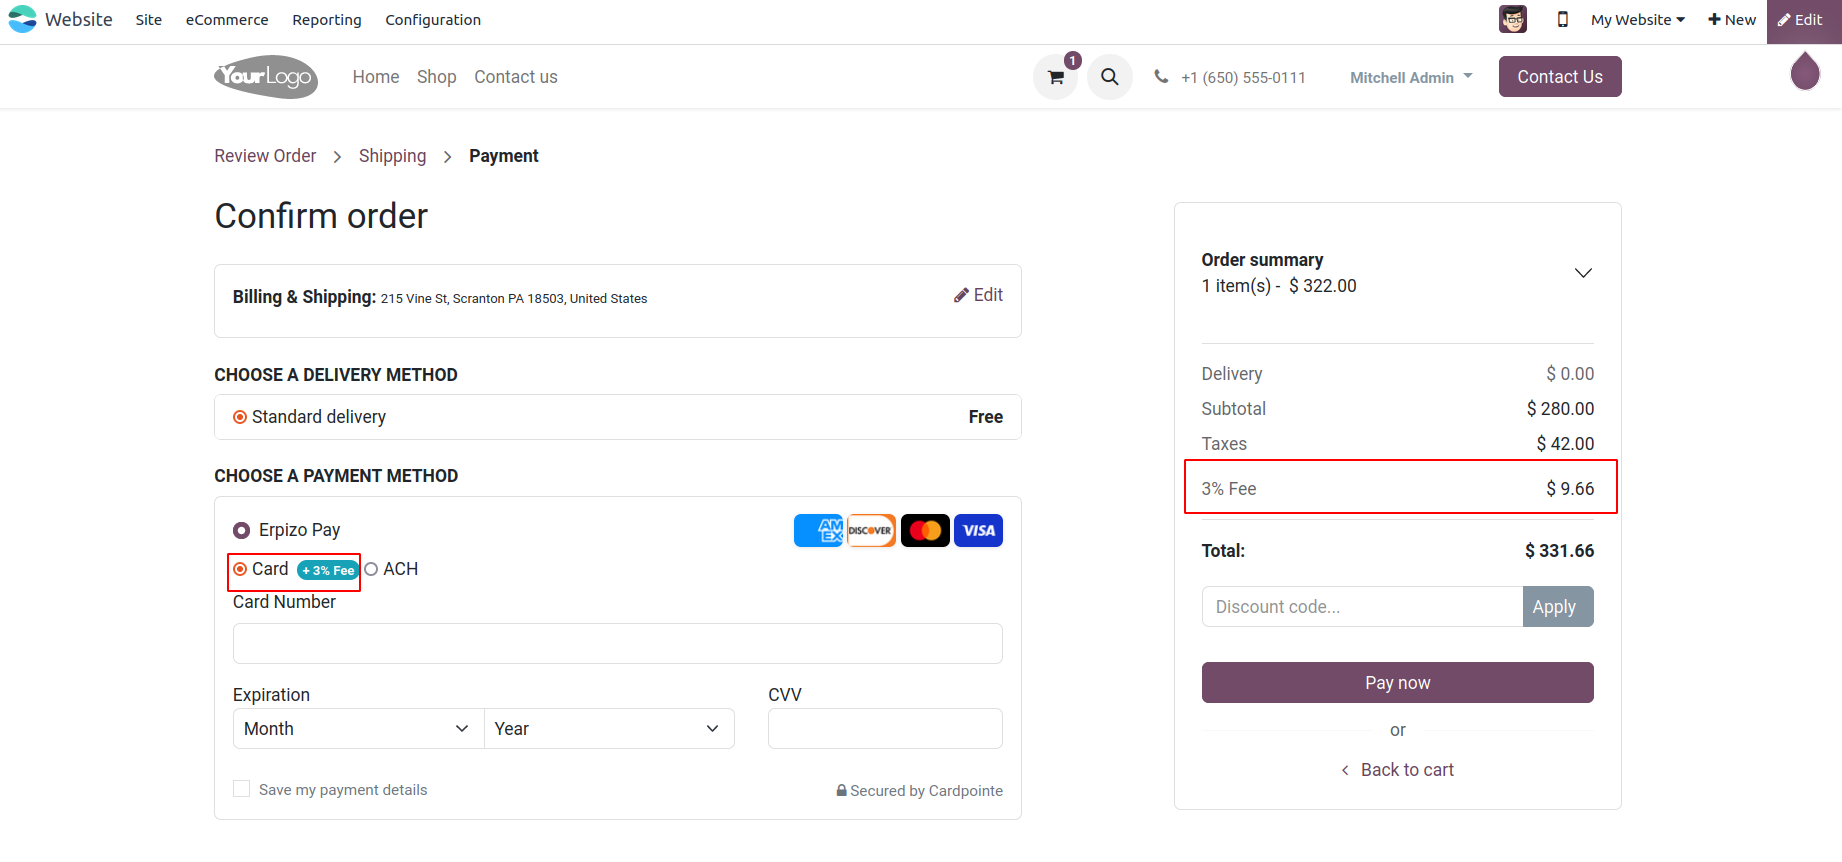 Website Site eCommerce Reporting Configuration My Website New Edit
YourLogo Home Shop Contact us 1 +1 (650) 555-0111 Mitchell Admin Contact Us
Review Order > Shipping > Payment
Confirm order
Billing & Shipping: 215 Vine St, Scranton PA 18503, United States Edit
CHOOSE A DELIVERY METHOD
Standard delivery Free
CHOOSE A PAYMENT METHOD
Erpizo Pay AMEX DISCOVER VISA
Card + 3% Fee ACH
Card Number
Expiration CVV
Month Year
Save my payment details Secured by Cardpointe
Order summary
1 item(s) - $ 322.00
Delivery $ 0.00
Subtotal $ 280.00
Taxes $ 42.00
3% Fee $ 9.66
Total: $ 331.66
Discount code... Apply
Pay now
or
Back to cart